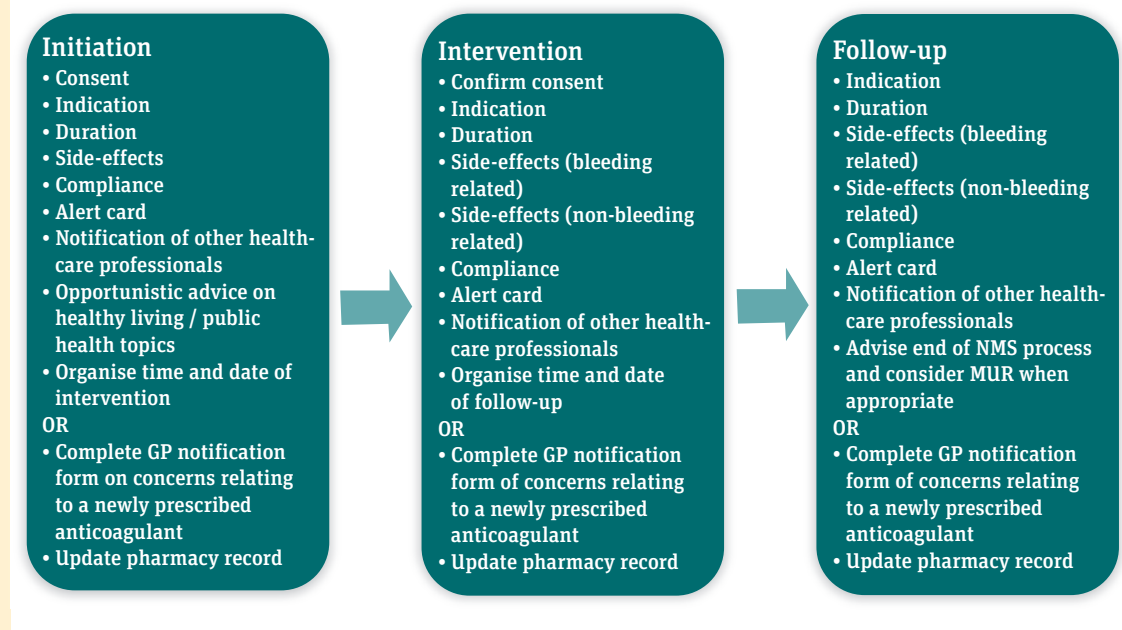 Initiation
• Consent
• Indication
• Duration
• Side-effects
• Compliance
• Alert card
• Notification of other health-
care professionals
• Opportunistic advice on
healthy living / public
health topics
• Organise time and date of
intervention
OR
• Complete GP notification
form on concerns relating
to a newly prescribed
anticoagulant
• Update pharmacy record
Intervention
• Confirm consent
• Indication
• Duration
• Side-effects (bleeding
related)
• Side-effects (non-bleeding
related)
• Compliance
• Alert card
• Notification of other health-
care professionals
• Organise time and date
of follow-up
OR
• Complete GP notification
form of concerns relating
to a newly prescribed
anticoagulant
• Update pharmacy record
Follow-up
• Indication
• Duration
• Side-effects (bleeding
related)
• Side-effects (non-bleeding
related)
• Compliance
• Alert card
• Notification of other health-
care professionals
• Advise end of NMS process
and consider MUR when
appropriate
OR
• Complete GP notification
form of concerns relating
to a newly prescribed
anticoagulant
• Update pharmacy record